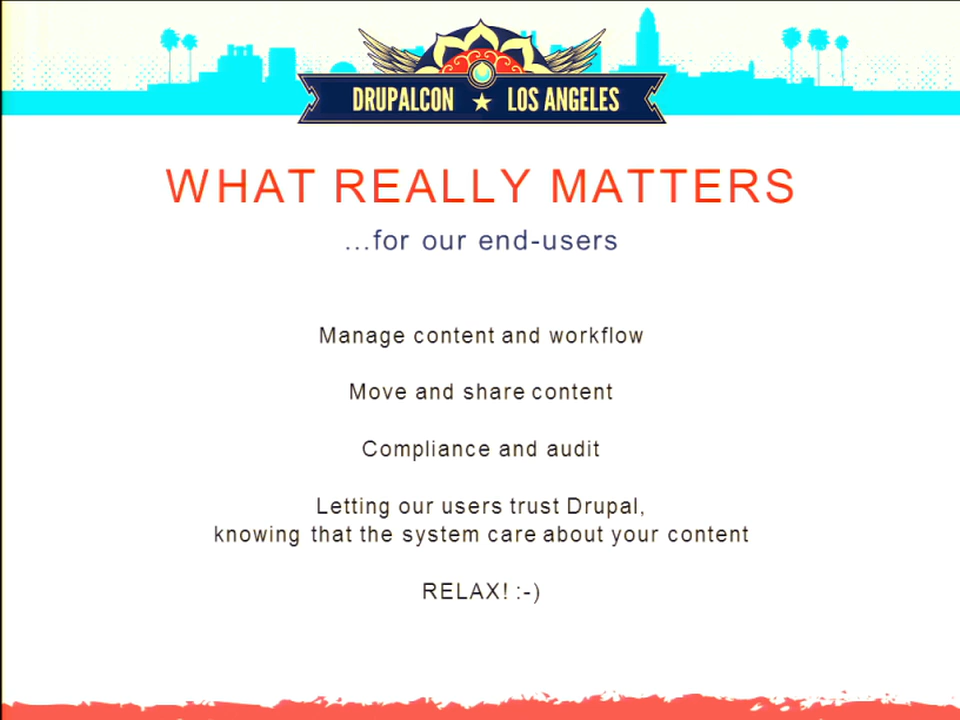 DRUPALCON ★ LOS ANGELES
WHAT REALLY MATTERS
...for our end-users
Manage content and workflow
Move and share content
Compliance and audit
Letting our users trust Drupal,
knowing that the system care about your content
RELAX! :-)